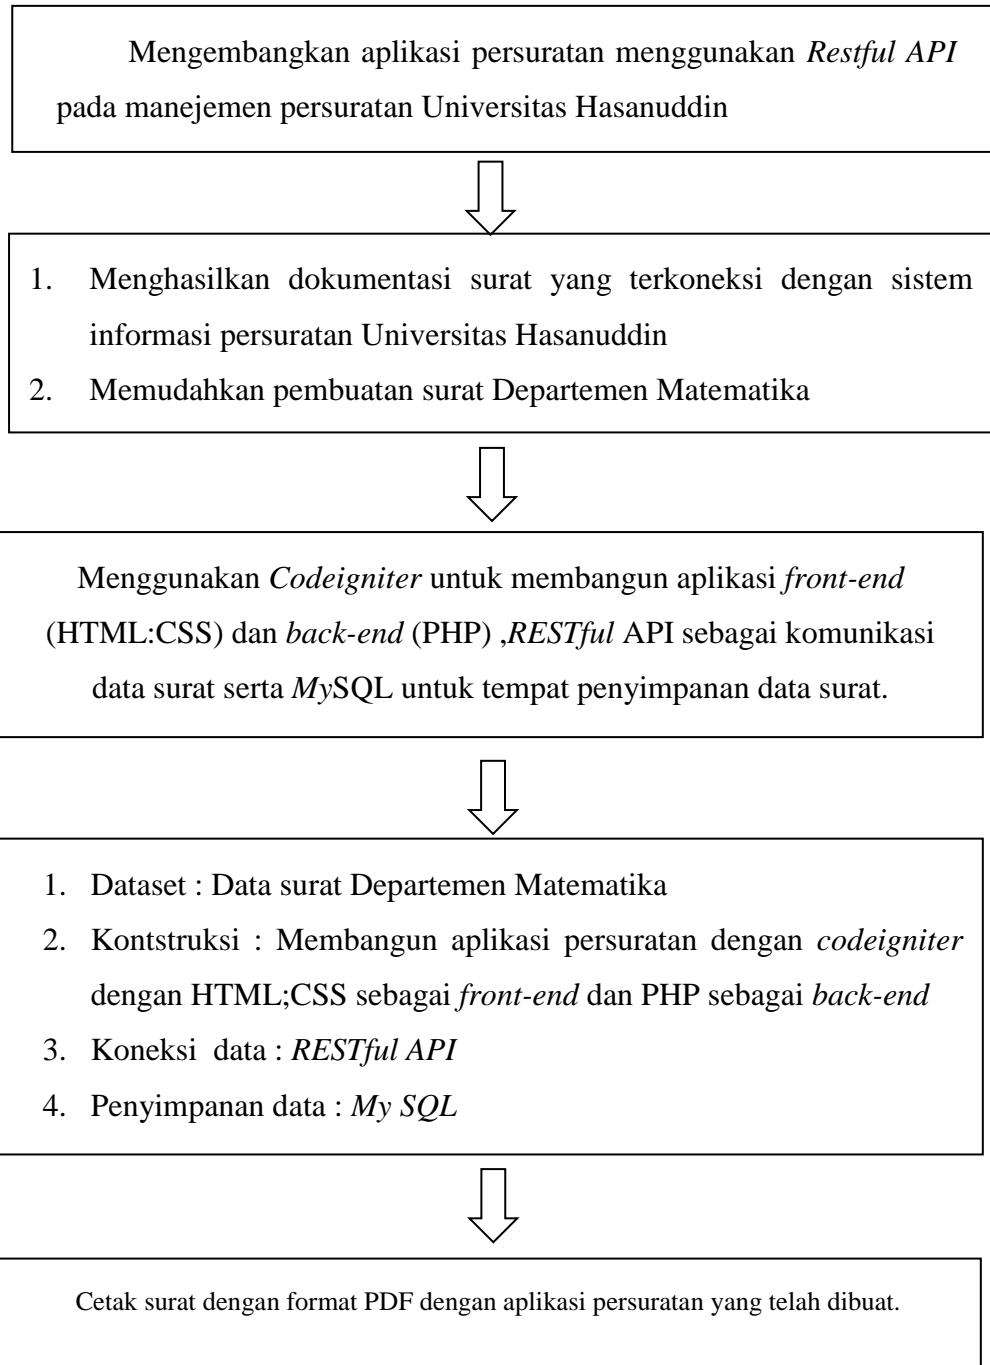 Mengembangkan aplikasi persuratan menggunakan Restful API
pada manejemen persuratan Universitas Hasanuddin
1. Menghasilkan dokumentasi surat yang terkoneksi dengan sistem
informasi persuratan Universitas Hasanuddin
2. Memudahkan pembuatan surat Departemen Matematika
Menggunakan Codeigniter untuk membangun aplikasi front-end
(HTML:CSS) dan back-end (PHP) ,RESTful API sebagai komunikasi
data surat serta MySQL untuk tempat penyimpanan data surat.
1. Dataset : Data surat Departemen Matematika
2. Kontstruksi : Membangun aplikasi persuratan dengan codeigniter
dengan HTML;CSS sebagai front-end dan PHP sebagai back-end
3. Koneksi data : RESTful API
4. Penyimpanan data : My SQL
Cetak surat dengan format PDF dengan aplikasi persuratan yang telah dibuat.